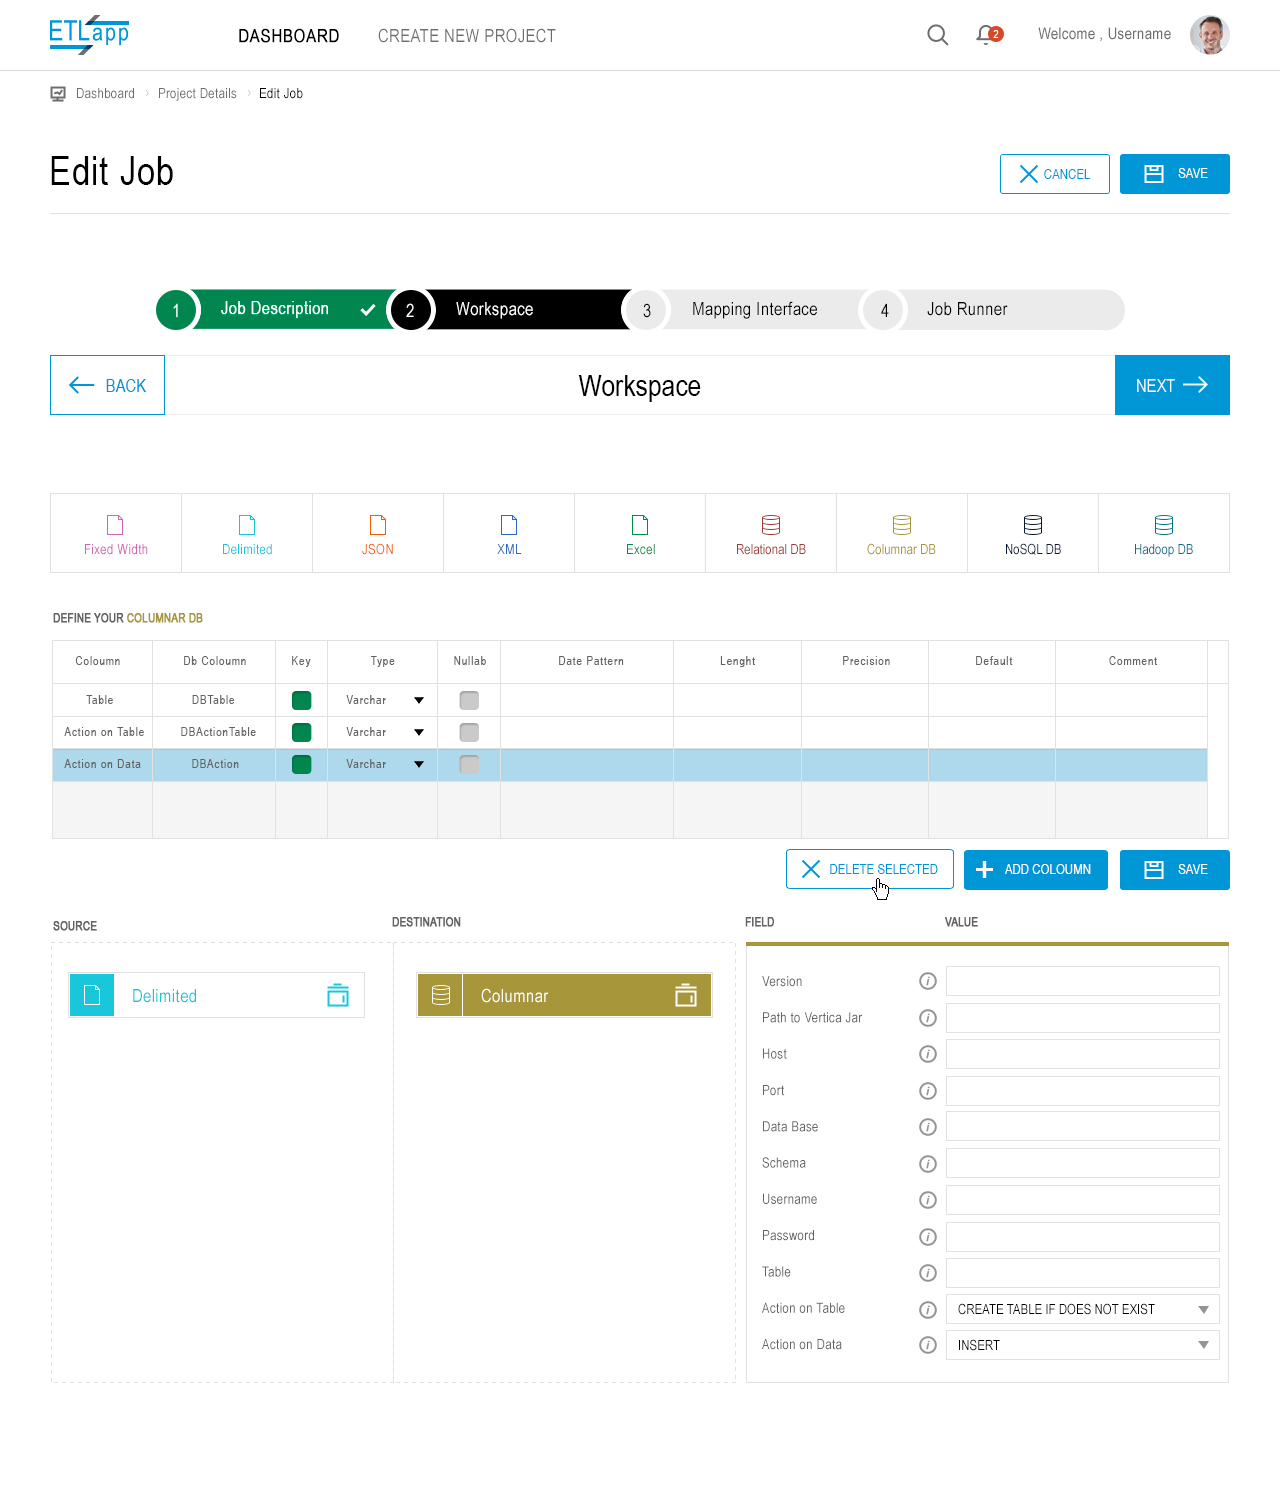 ETLapp
DASHBOARD
CREATE NEW PROJECT
2
Welcome , Username
Dashboard
Project Details
Edit Job
Edit Job
CANCEL
SAVE
1 Job Description
2 Workspace
3 Mapping Interface
4 Job Runner
BACK
Workspace
NEXT
Fixed Width
Delimited
JSON
XML
Excel
Relational DB
Columnar DB
NoSQL DB
Hadoop DB
DEFINE YOUR COLUMNAR DB
Coloumn Db Coloumn Key Type Nullab Date Pattern Lenght Precision Default Comment
Table DBTable Varchar
Action on Table DBActionTable Varchar
Action on Data DBAction Varchar
DELETE SELECTED
ADD COLOUMN
SAVE
SOURCE
DESTINATION
FIELD
VALUE
Delimited
Columnar
Version i
Path to Vertica Jar i
Host i
Port i
Data Base i
Schema i
Username i
Password i
Table i
Action on Table i CREATE TABLE IF DOES NOT EXIST
Action on Data i INSERT